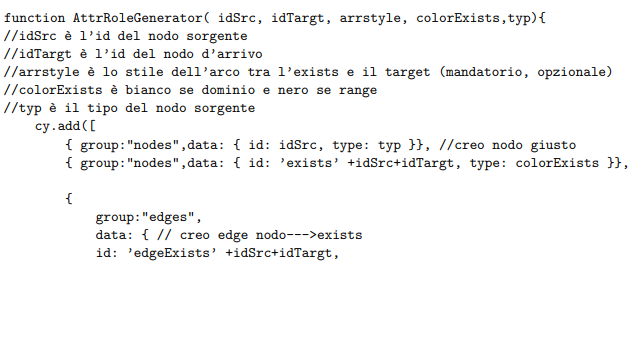 function AttrRoleGenerator( idSrc, idTargt, arrstyle, colorExists,typ){
//idSrc è l’id del nodo sorgente
//idTargt è l’id del nodo d’arrivo
//arrstyle è lo stile dell’arco tra l’exists e il target (mandatorio, opzionale)
//colorExists è bianco se dominio e nero se range
//typ è il tipo del nodo sorgente
cy.add([
{ group:"nodes",data: { id: idSrc, type: typ }}, //creo nodo giusto
{ group:"nodes",data: { id: ’exists’ +idSrc+idTargt, type: colorExists }},
{
group:"edges",
data: { // creo edge nodo--->exists
id: ’edgeExists’ +idSrc+idTargt,